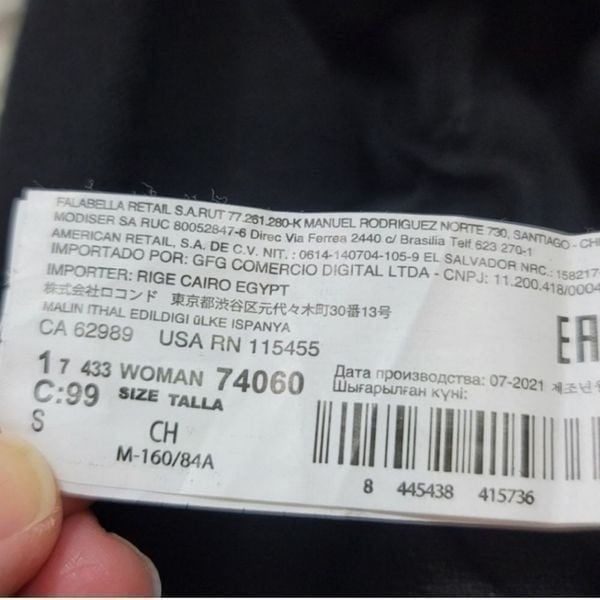 FALABELLA RETAIL S.A.RUT 77.261.280-K MANUEL RODRIGUEZ NORTE 730, SANTIAGO - CH
MODISER SA RUC 80052847-6 Direc Via Ferrea 2440 c/ Brasilia Telf 623 270-1
AMERICAN RETAIL, S.A. DE C.V. NIT. : 0614-140704-105-9 EL SALVADOR NRC.: 158217
IMPORTADO POR: GFG COMERCIO DIGITAL LTDA - CNPJ: 11.200.418/0004
IMPORTER: RIGE CAIRO EGYPT
株式会社ロコンド 東京都渋谷区元代々木町30番13号
MALIN ITHAL EDILDIGI üLKE ISPANYA
CA 62989 USA RN 115455
EA
1 7 433 WOMAN 74060
C:99 SIZE TALLA
S CH
M-160/84A
Дата производства: 07-2021 제조년
Шығарылған күні:
8 445438 415736